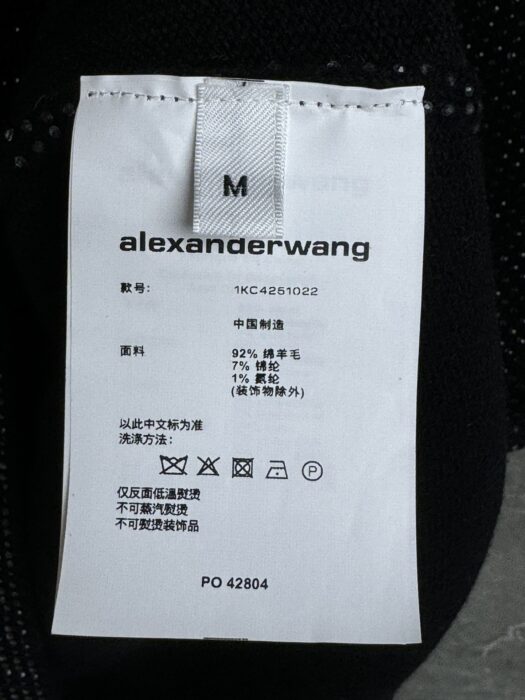 M
alexanderwang
款号: 1KC4251022
中国制造
面料 92% 绵羊毛
7% 锦纶
1% 氨纶
(装饰物除外)
以此中文标为准
洗涤方法:
P
仅反面低温熨烫
不可蒸汽熨烫
不可熨烫装饰品
PO 42804